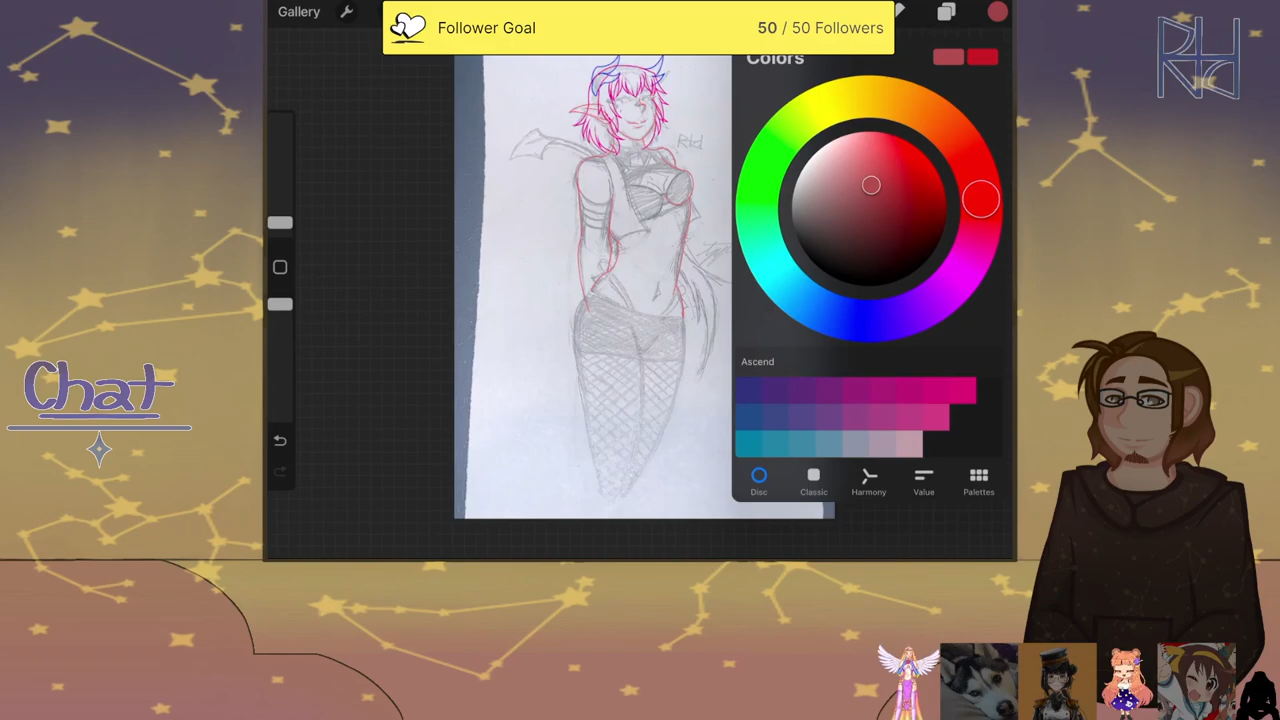 Gallery
Follower Goal
50 / 50 Followers
Colors
Chat
Ascend
Disc
Classic
Harmony
Value
Palettes